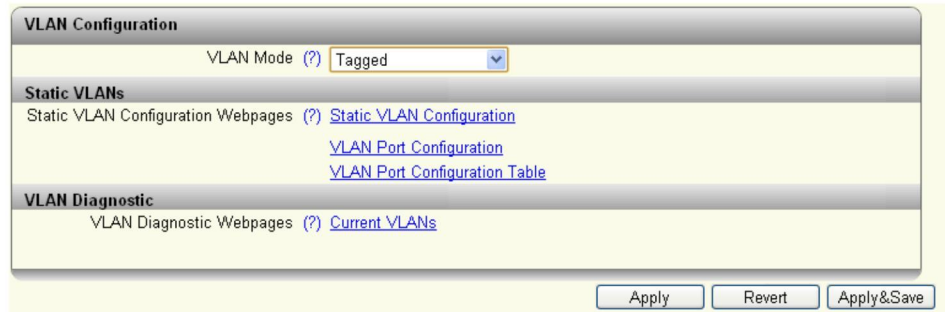 VLAN Configuration
VLAN Mode (?) Tagged
Static VLANs
Static VLAN Configuration Webpages (?) Static VLAN Configuration
VLAN Port Configuration
VLAN Port Configuration Table
VLAN Diagnostic
VLAN Diagnostic Webpages (?) Current VLANs
Apply Revert Apply&Save